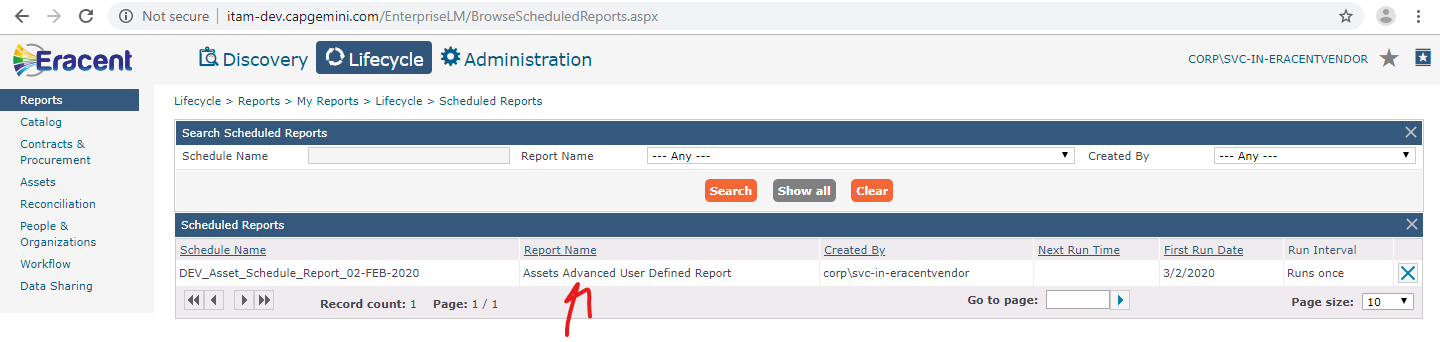 Not secure | itam-dev.capgemini.com/EnterpriseLM/BrowseScheduledReports.aspx
Eracent
Discovery Lifecycle Administration
CORP\SVC-IN-ERACENTVENDOR
Reports
Catalog
Contracts &
Procurement
Assets
Reconciliation
People &
Organizations
Workflow
Data Sharing
Lifecycle > Reports > My Reports > Lifecycle > Scheduled Reports
Search Scheduled Reports
Schedule Name Report Name --- Any --- Created By --- Any ---
Search Show all Clear
Scheduled Reports
Schedule Name Report Name Created By Next Run Time First Run Date Run Interval
DEV_Asset_Schedule_Report_02-FEB-2020 Assets Advanced User Defined Report corp\svc-in-eracentvendor 3/2/2020 Runs once
Record count: 1 Page: 1 / 1 Go to page: Page size: 10